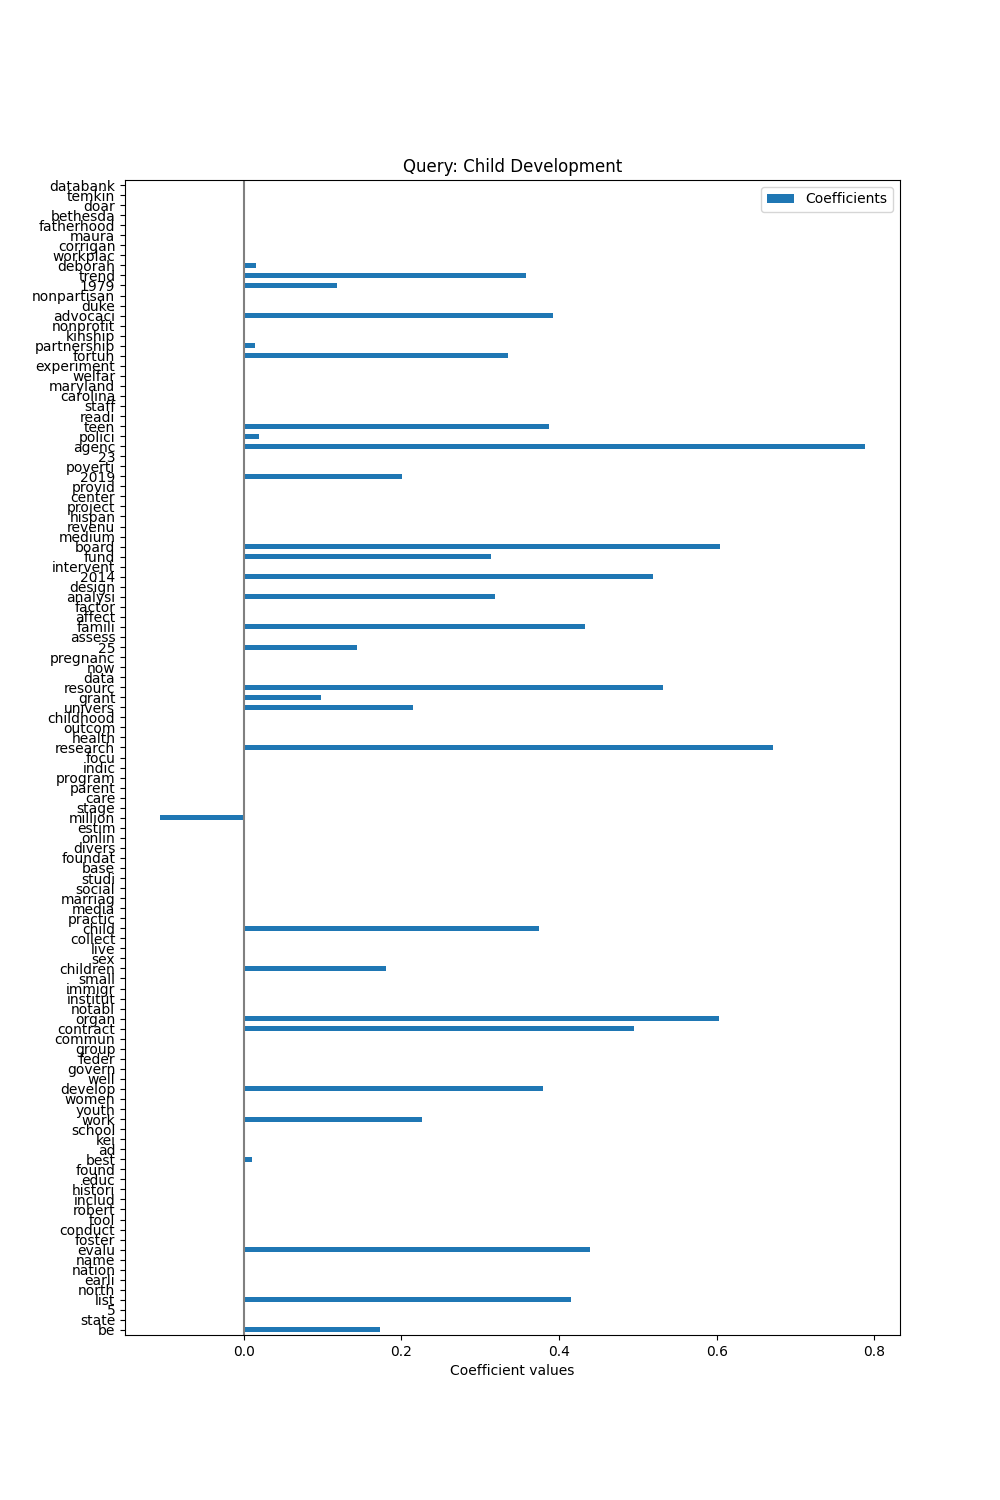 Query: Child Development
Coefficients
databank
temkin
doar
bethesda
fatherhood
maura
corrigan
workplac
deborah
trend
1979
nonpartisan
duke
advocaci
nonprofit
kinship
partnership
fortun
experiment
welfar
maryland
carolina
staff
readi
teen
polici
agenc
23
poverti
2019
provid
center
project
hispan
revenu
medium
board
fund
intervent
2014
design
analysi
factor
affect
famili
assess
25
pregnanc
now
data
resourc
grant
univers
childhood
outcom
health
research
focu
indic
program
parent
care
stage
million
estim
onlin
divers
foundat
base
studi
social
marriag
media
practic
child
collect
live
sex
children
small
immigr
institut
notabl
organ
contract
commun
group
feder
govern
well
develop
women
youth
work
school
kei
ad
best
found
educ
histori
includ
robert
tool
conduct
foster
evalu
name
nation
earli
north
list
5
state
be
0.0 0.2 0.4 0.6 0.8
Coefficient values